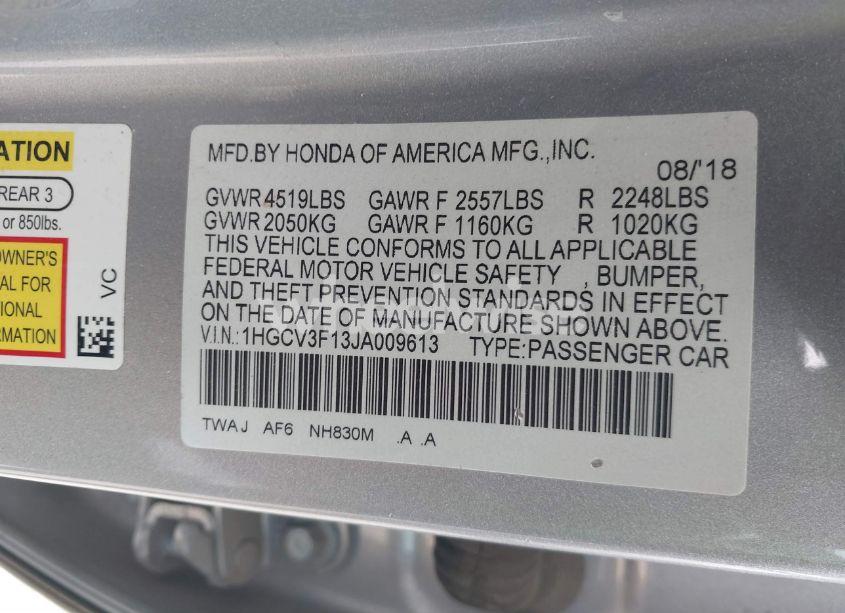 ATION
REAR 3
or 850lbs.
OWNER'S
AL FOR
IONAL
RMATION
VC
MFD.BY HONDA OF AMERICA MFG.,INC. 08/'18
GVWR 4519LBS GAWR F 2557LBS R 2248LBS
GVWR 2050KG GAWR F 1160KG R 1020KG
THIS VEHICLE CONFORMS TO ALL APPLICABLE
FEDERAL MOTOR VEHICLE SAFETY , BUMPER,
AND THEFT PREVENTION STANDARDS IN EFFECT
ON THE DATE OF MANUFACTURE SHOWN ABOVE.
V.I.N.:1HGCV3F13JA009613 TYPE:PASSENGER CAR
TWAJ AF6 NH830M .A .A